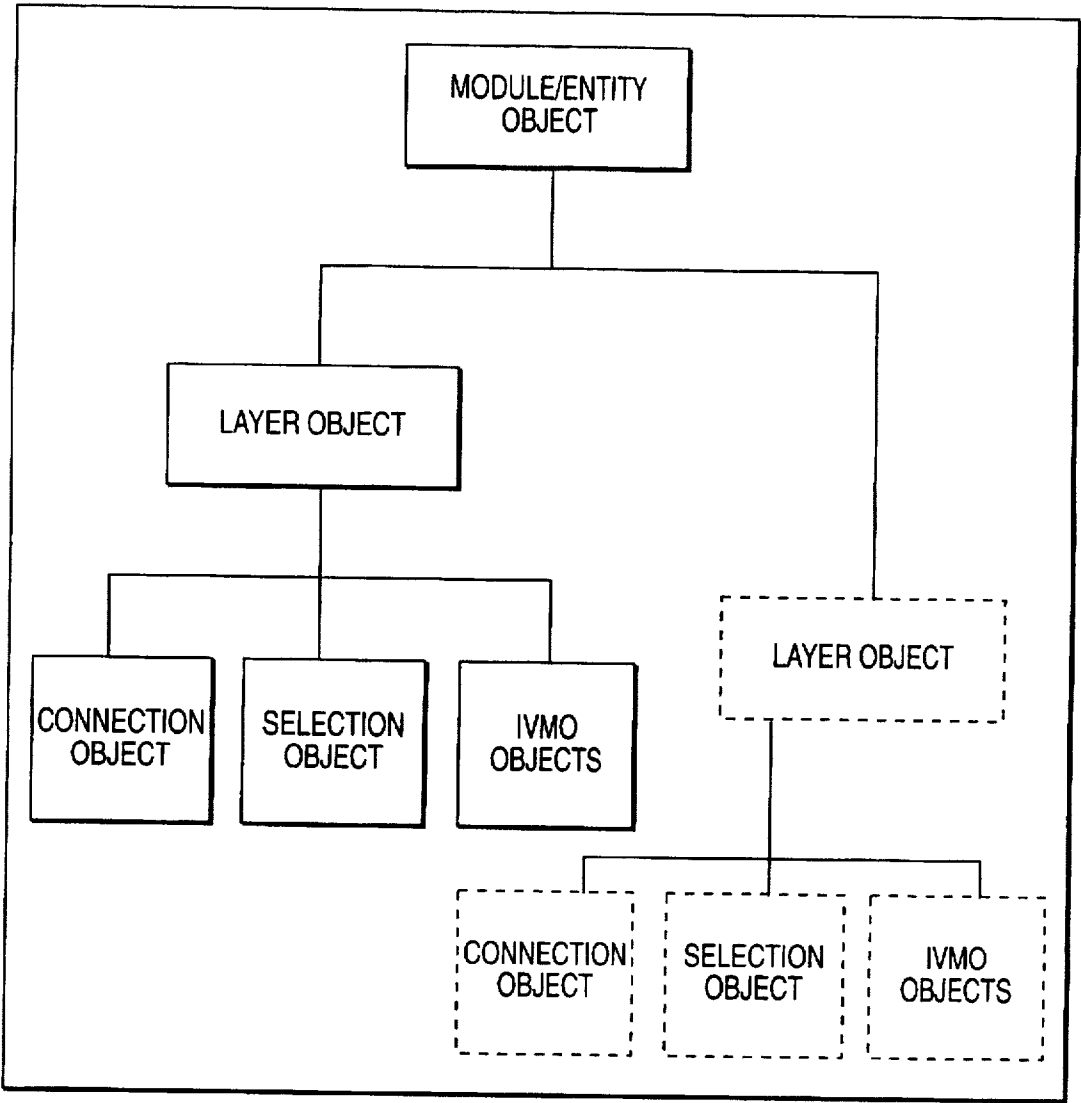 MODULE/ENTITY
OBJECT
LAYER OBJECT
CONNECTION
OBJECT
SELECTION
OBJECT
IVMO
OBJECTS
LAYER OBJECT
CONNECTION
OBJECT
SELECTION
OBJECT
IVMO
OBJECTS